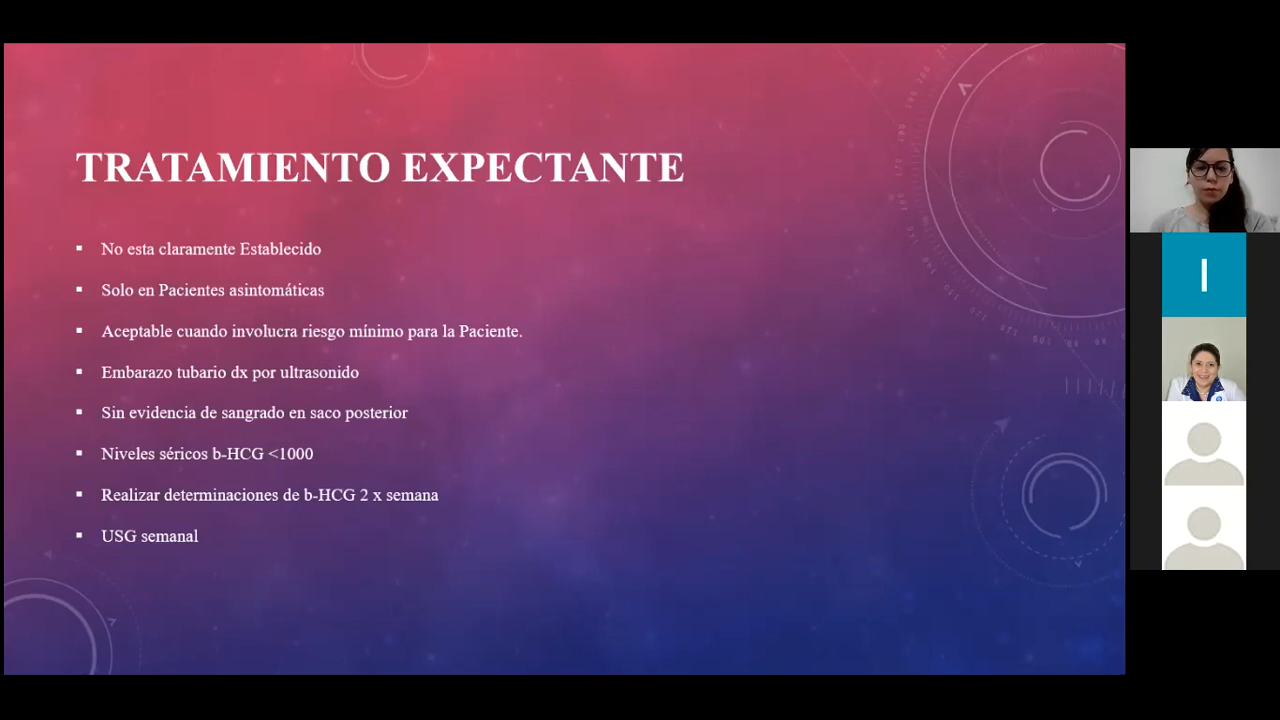 TRATAMIENTO EXPECTANTE
▪ No esta claramente Establecido
▪ Solo en Pacientes asintomáticas
▪ Aceptable cuando involucra riesgo mínimo para la Paciente.
▪ Embarazo tubario dx por ultrasonido
▪ Sin evidencia de sangrado en saco posterior
▪ Niveles séricos b-HCG <1000
▪ Realizar determinaciones de b-HCG 2 x semana
▪ USG semanal
I